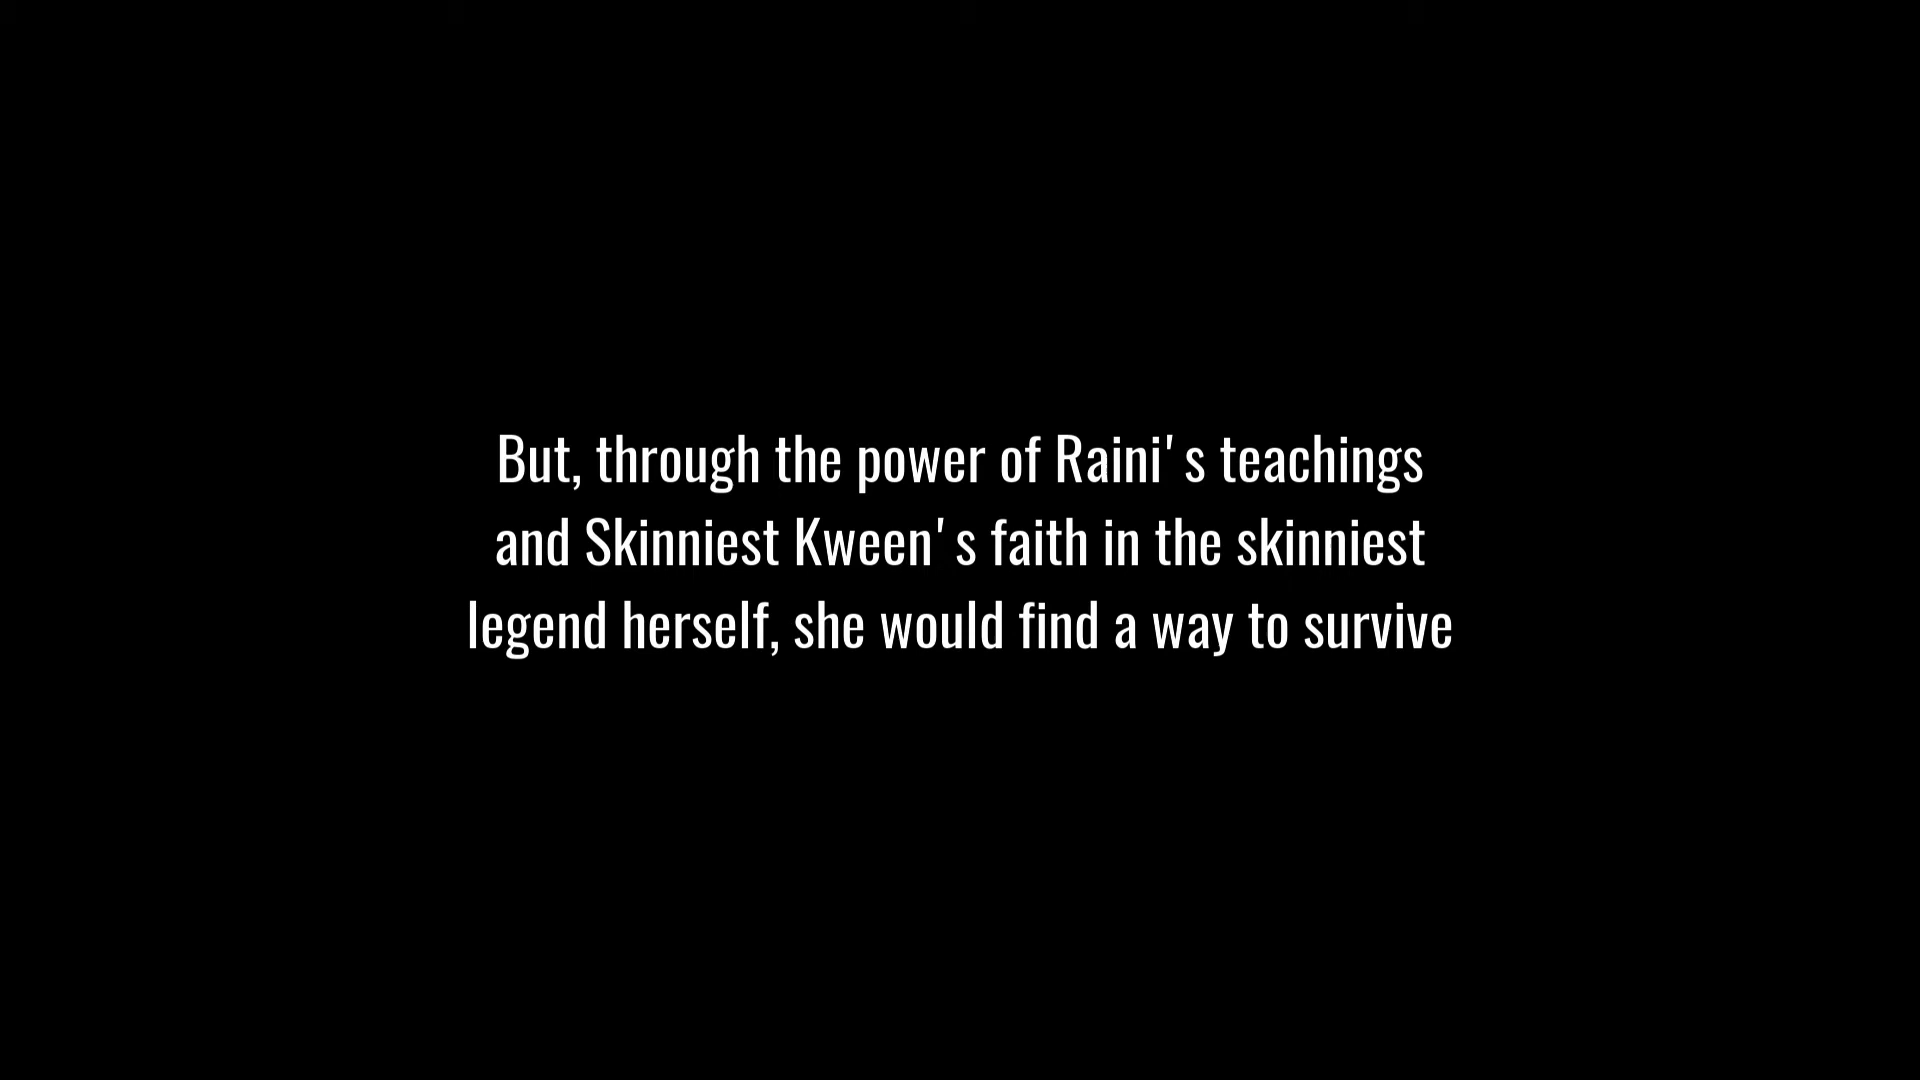 But, through the power of Raini's teachings
and Skinniest Kween's faith in the skinniest
legend herself, she would find a way to survive